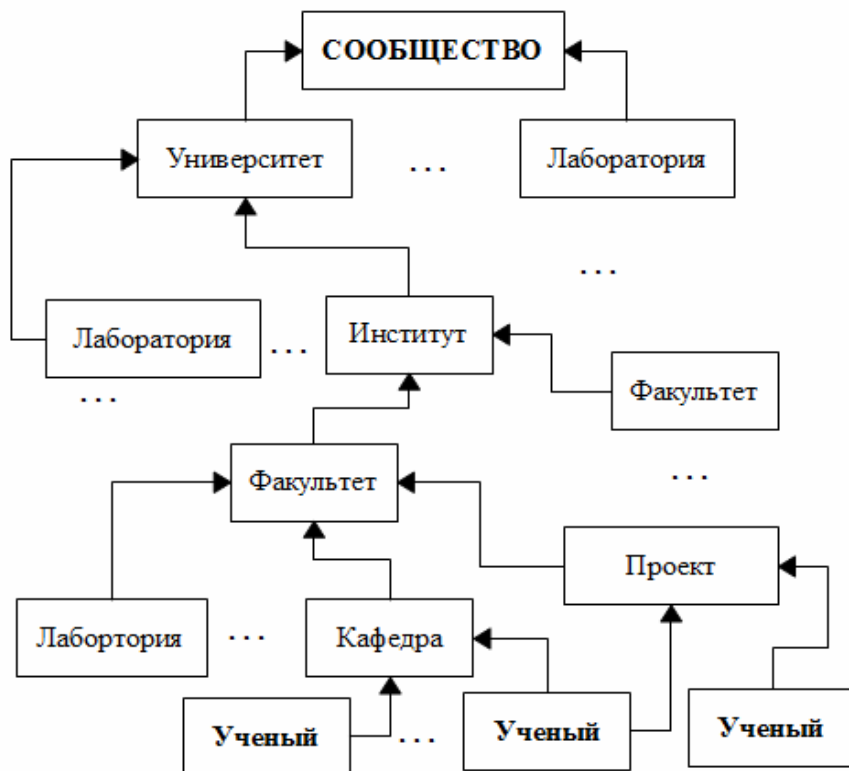 СООБЩЕСТВО
Университет
. . .
Лаборатория
. . .
Лаборатория
. . .
Институт
. . .
Факультет
Факультет
. . .
Проект
Лабортория
. . .
Кафедра
Ученый
. . .
Ученый
Ученый